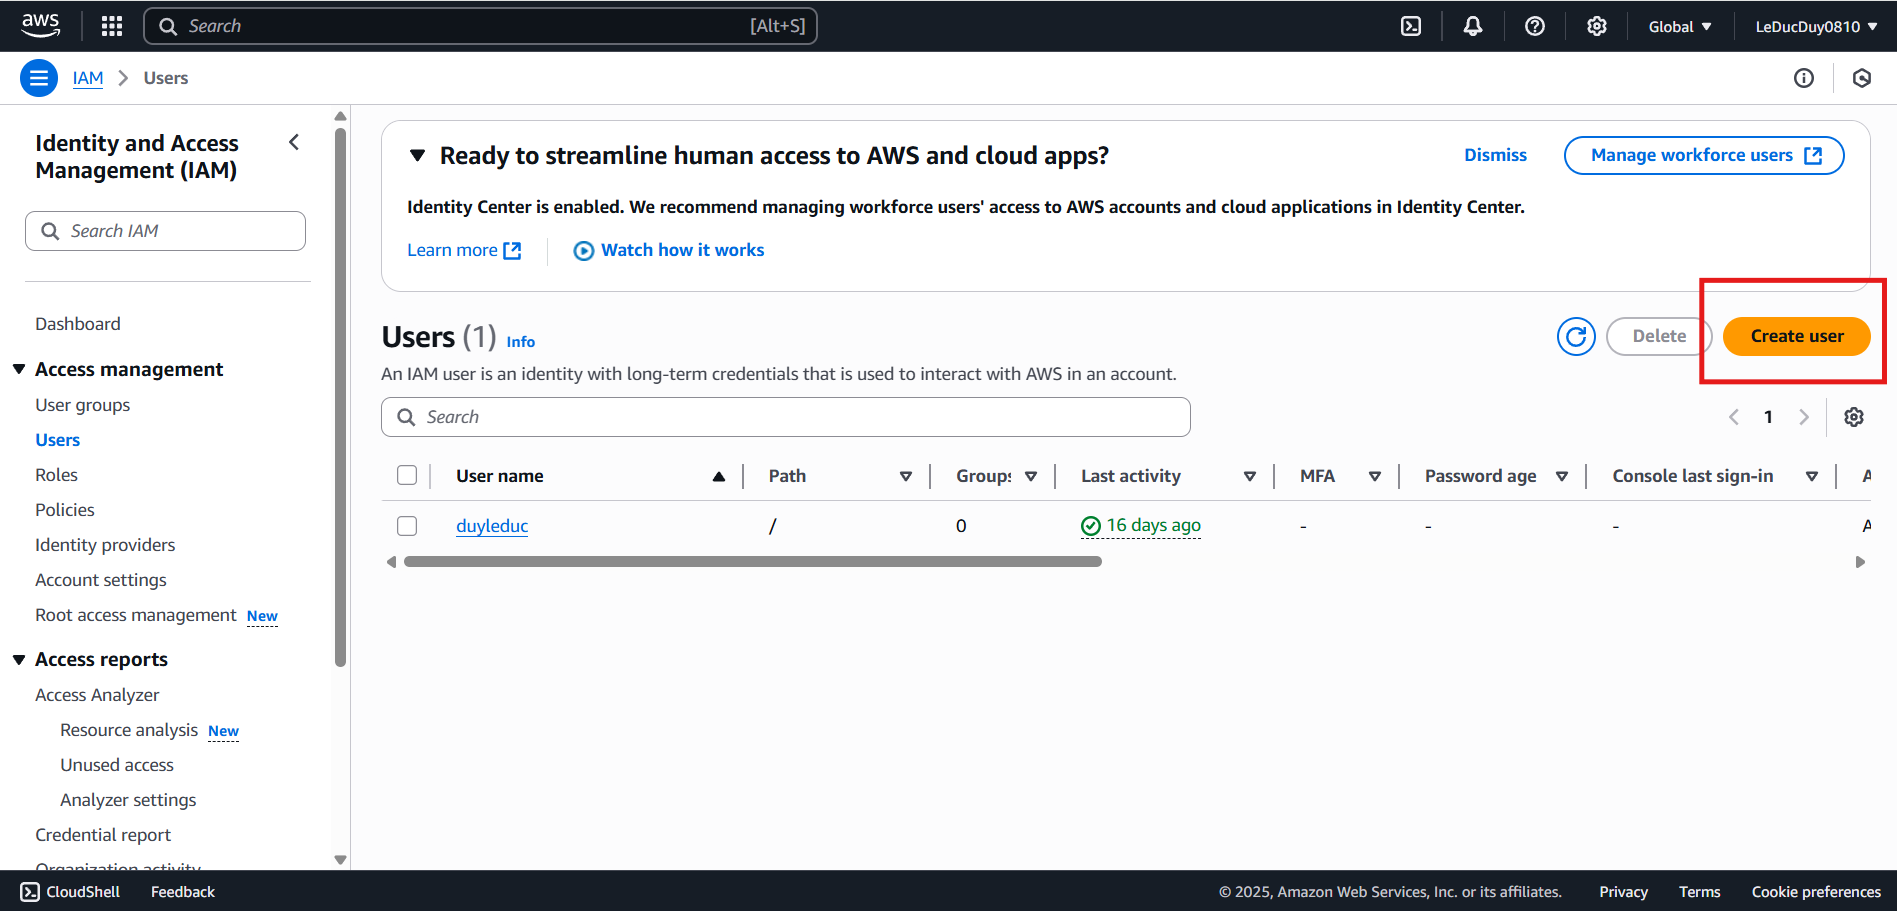 aws
Search [Alt+S]
Global
LeDucDuy0810
IAM > Users
Identity and Access
Management (IAM)
Search IAM
Dashboard
Access management
User groups
Users
Roles
Policies
Identity providers
Account settings
Root access management New
Access reports
Access Analyzer
Resource analysis New
Unused access
Analyzer settings
Credential report
Organization activity
Ready to streamline human access to AWS and cloud apps?
Dismiss
Manage workforce users
Identity Center is enabled. We recommend managing workforce users' access to AWS accounts and cloud applications in Identity Center.
Learn more
Watch how it works
Users (1) Info
Delete
Create user
An IAM user is an identity with long-term credentials that is used to interact with AWS in an account.
Search
1
User name Path Groups Last activity MFA Password age Console last sign-in A
duyleduc / 0 16 days ago - - - A
CloudShell Feedback
© 2025, Amazon Web Services, Inc. or its affiliates. Privacy Terms Cookie preferences